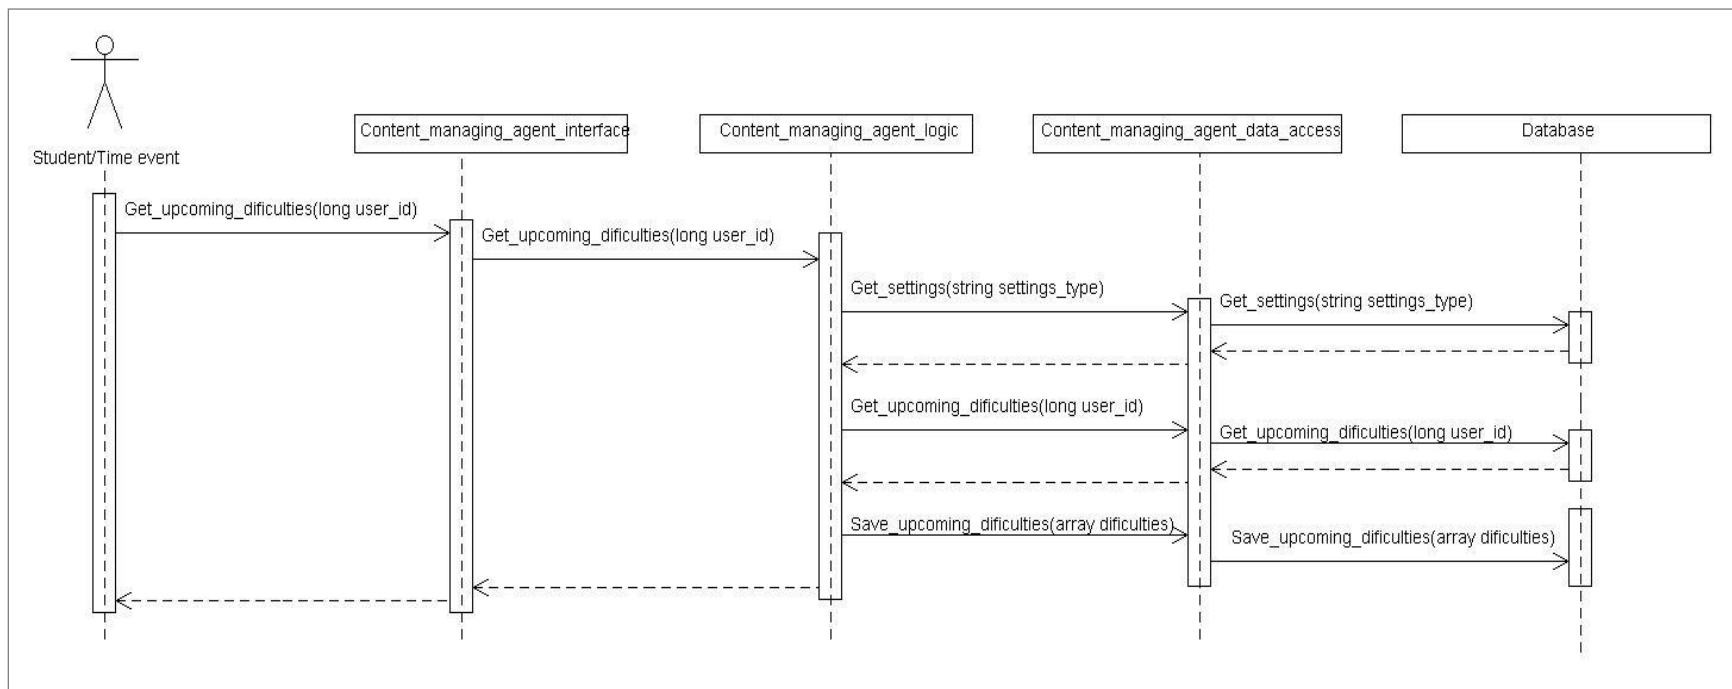 Content_managing_agent_interface
Content_managing_agent_logic
Content_managing_agent_data_access
Database
Student/Time event
Get_upcoming_dificulties(long user_id)
Get_upcoming_dificulties(long user_id)
Get_settings(string settings_type)
Get_settings(string settings_type)
Get_upcoming_dificulties(long user_id)
Get_upcoming_dificulties(long user_id)
Save_upcoming_dificulties(array dificulties)
Save_upcoming_dificulties(array dificulties)